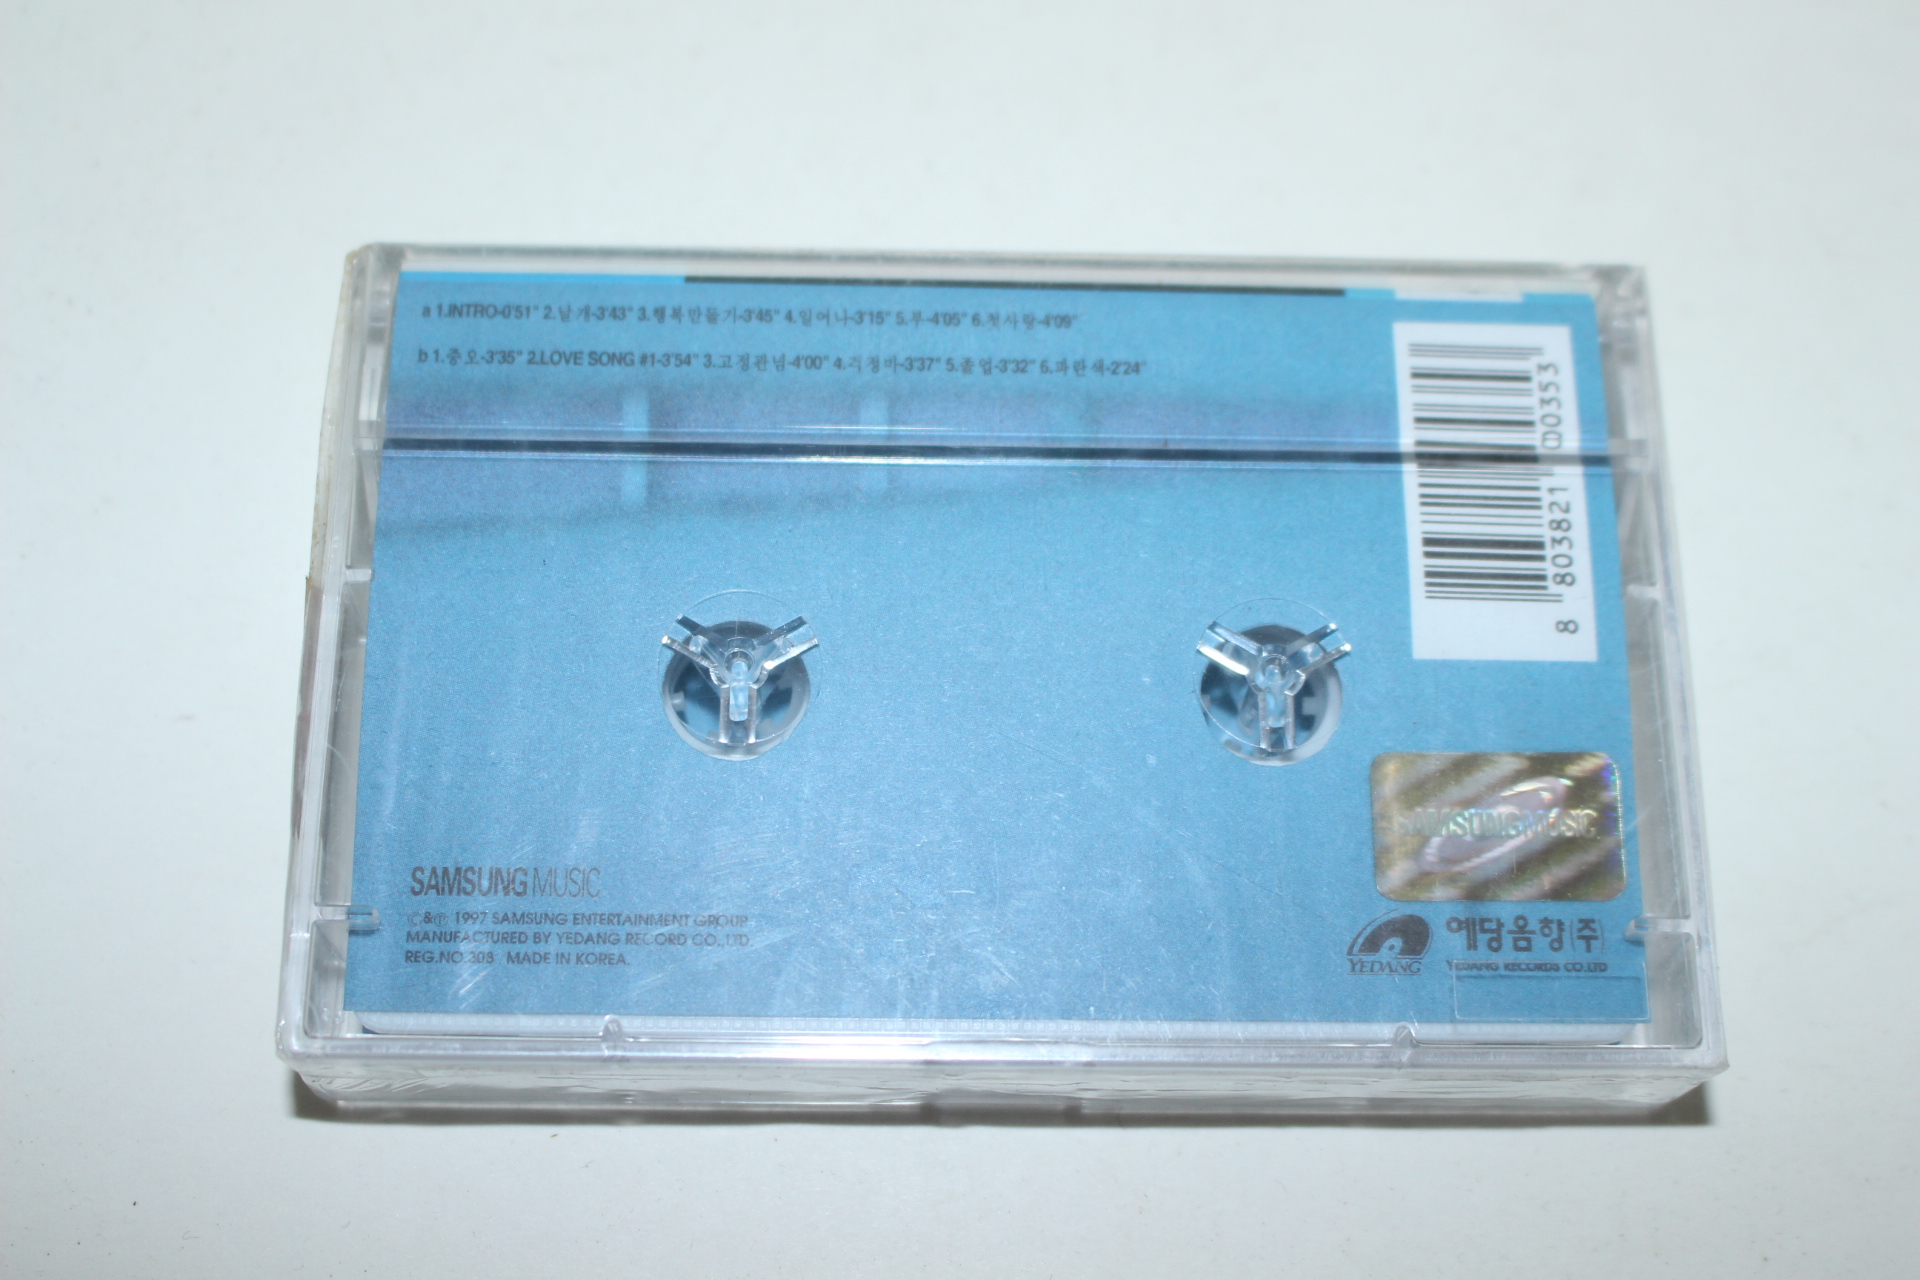 a 1.INTRO-0'51" 2.날개-3'43" 3.행복만들기-3'45" 4.일어나-3'15" 5.부-4'05" 6.첫사랑-4'09"
b 1.증오-3'35" 2.LOVE SONG #1-3'54" 3.고정관념-4'00" 4.걱정마-3'37" 5.졸업-3'32" 6.파란색-2'24"
8 803821 800353
SAMSUNG MUSIC
SAMSUNG MUSIC
©&℗ 1997 SAMSUNG ENTERTAINMENT GROUP
MANUFACTURED BY YEDANG RECORD CO.,LTD.
REG.NO.308 MADE IN KOREA.
YEDANG
예당음향(주)
YEDANG RECORDS CO.LTD